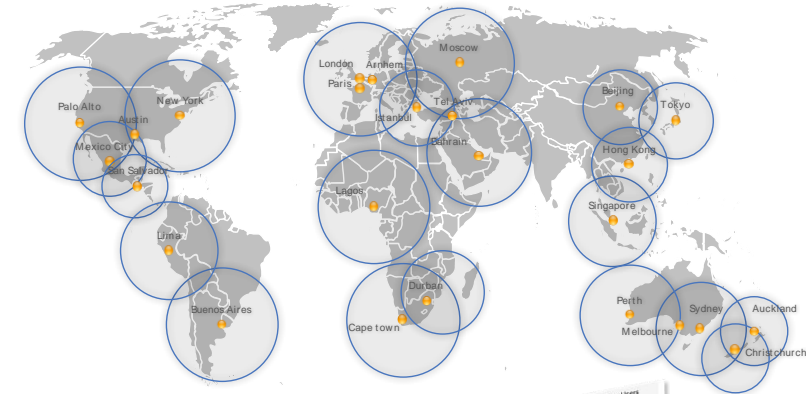 Moscow
London
Arnhem
Paris
Beijing
Palo Alto
New York
Tel Aviv
Tokyo
Istanbul
Austin
Bahrain
Mexico City
Hong Kong
San Salvador
Lagos
Singapore
Lima
Durban
Perth
Buenos Aires
Sydney
Auckland
Cape town
Melbourne
Christchurch